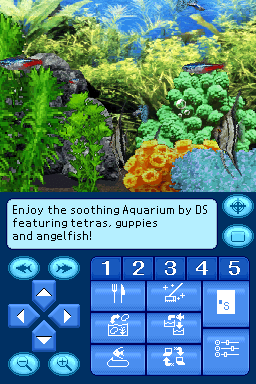 Enjoy the soothing Aquarium by DS
featuring tetras, guppies
and angelfish!
1 2 3 4 5
"S